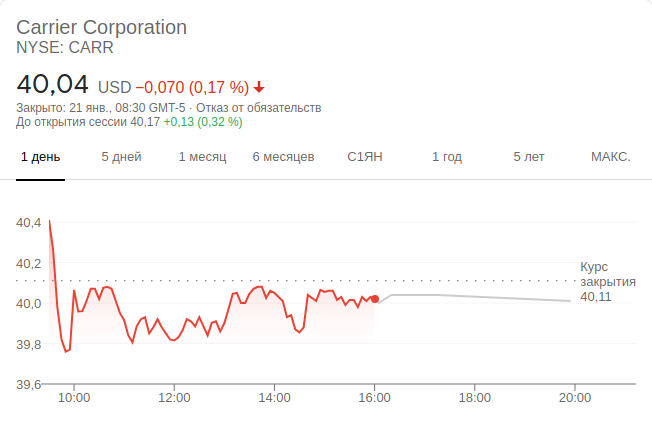 Carrier Corporation
NYSE: CARR
40,04 USD −0,070 (0,17 %)
Закрыто: 21 янв., 08:30 GMT-5 · Отказ от обязательств
До открытия сессии 40,17 +0,13 (0,32 %)
1 день 5 дней 1 месяц 6 месяцев С1ЯН 1 год 5 лет МАКС.
40,4
40,2
Курс
закрытия
40,11
40,0
39,8
39,6
10:00 12:00 14:00 16:00 18:00 20:00